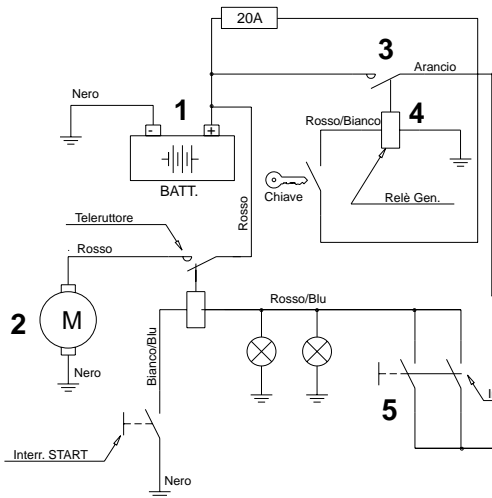 20A
3
Arancio
Nero
1
Rosso/Bianco
4
-
+
BATT.
Chiave
Relè Gen.
Teleruttore
Rosso
Rosso
Rosso/Blu
2
M
Bianco/Blu
Nero
5
Interr. START
Nero